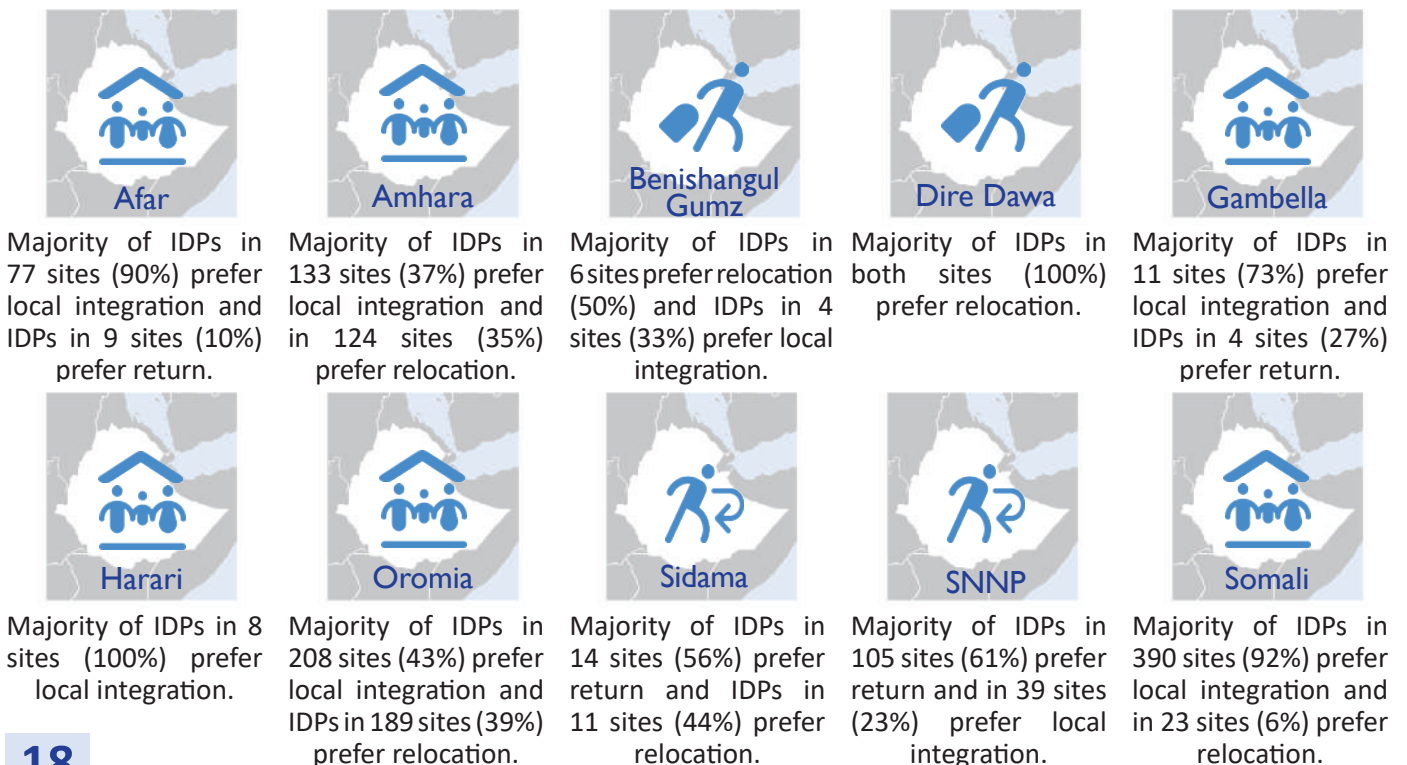 Afar
Majority of IDPs in
77 sites (90%) prefer
local integration and
IDPs in 9 sites (10%)
prefer return.
Amhara
Majority of IDPs in
133 sites (37%) prefer
local integration and
in 124 sites (35%)
prefer relocation.
Benishangul
Gumz
Majority of IDPs in
6 sites prefer relocation
(50%) and IDPs in 4
sites (33%) prefer local
integration.
Dire Dawa
Majority of IDPs in
both sites (100%)
prefer relocation.
Gambella
Majority of IDPs in
11 sites (73%) prefer
local integration and
IDPs in 4 sites (27%)
prefer return.
Harari
Majority of IDPs in 8
sites (100%) prefer
local integration.
Oromia
Majority of IDPs in
208 sites (43%) prefer
local integration and
IDPs in 189 sites (39%)
prefer relocation.
Sidama
Majority of IDPs in
14 sites (56%) prefer
return and IDPs in
11 sites (44%) prefer
relocation.
SNNP
Majority of IDPs in
105 sites (61%) prefer
return and in 39 sites
(23%) prefer local
integration.
Somali
Majority of IDPs in
390 sites (92%) prefer
local integration and
in 23 sites (6%) prefer
relocation.
18